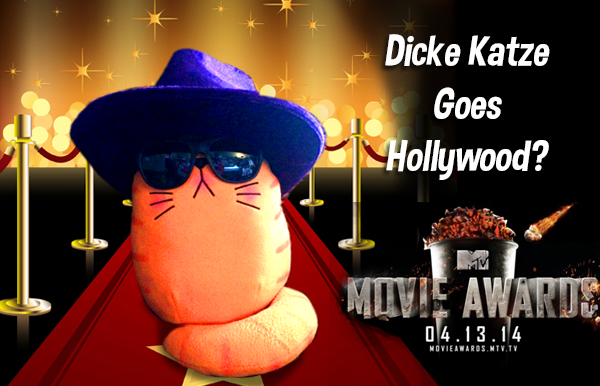 Dicke Katze
Goes
Hollywood?
MTV
MOVIE AWARDS
04.13.14
MOVIEAWARDS.MTV.TV